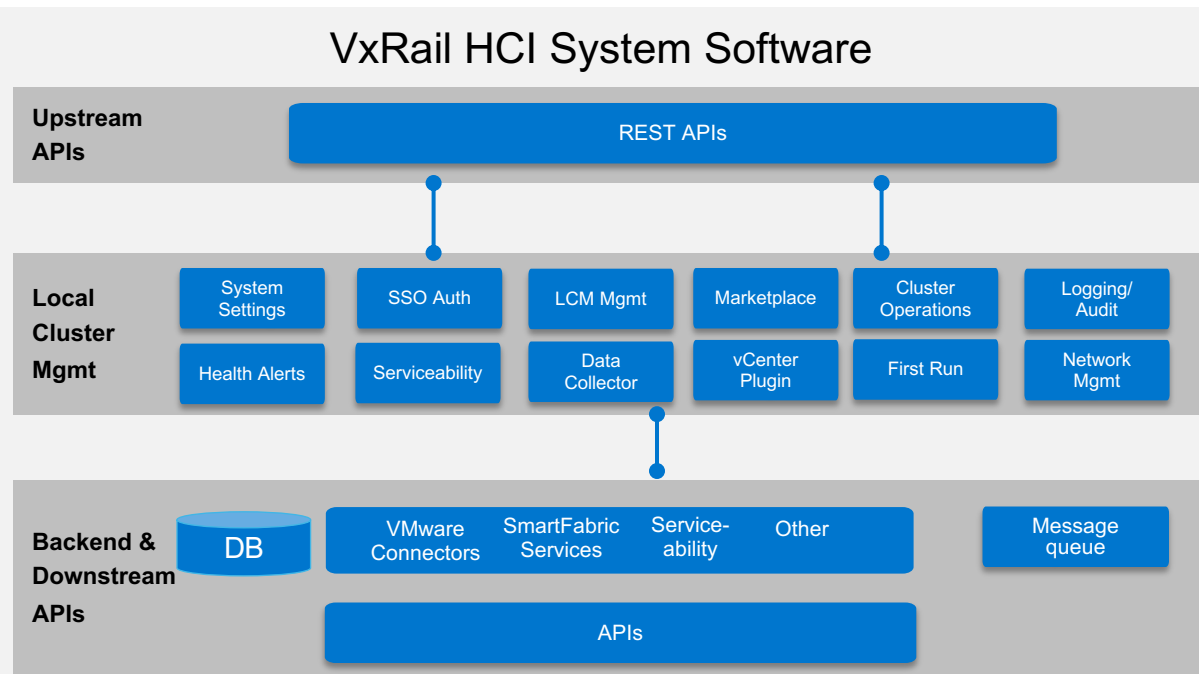 VxRail HCI System Software
Upstream
APIs
REST APIs
Local
Cluster
Mgmt
System
Settings
SSO Auth
LCM Mgmt
Marketplace
Cluster
Operations
Logging/
Audit
Health Alerts
Serviceability
Data
Collector
vCenter
Plugin
First Run
Network
Mgmt
Backend &
Downstream
APIs
DB
VMware
Connectors
SmartFabric
Services
Service-
ability
Other
Message
queue
APIs